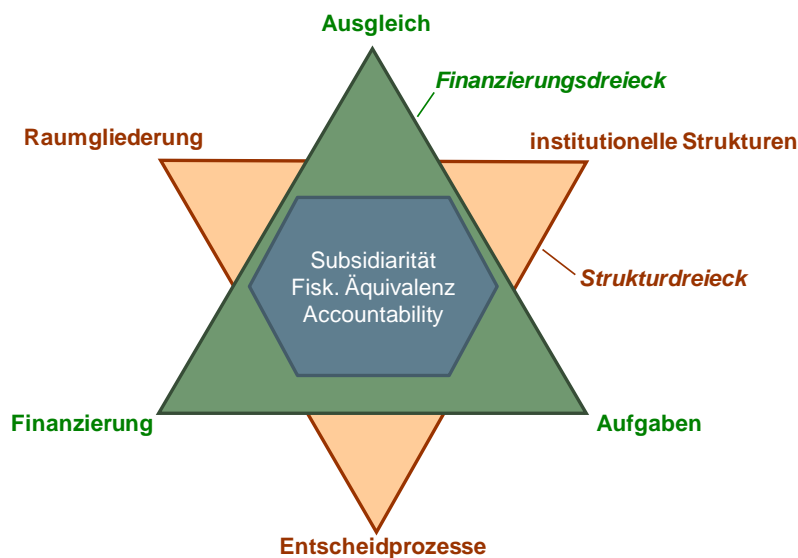 Ausgleich
Finanzierungsdreieck
Raumgliederung
institutionelle Strukturen
Subsidiarität
Fisk. Äquivalenz
Accountability
Strukturdreieck
Finanzierung
Aufgaben
Entscheidprozesse